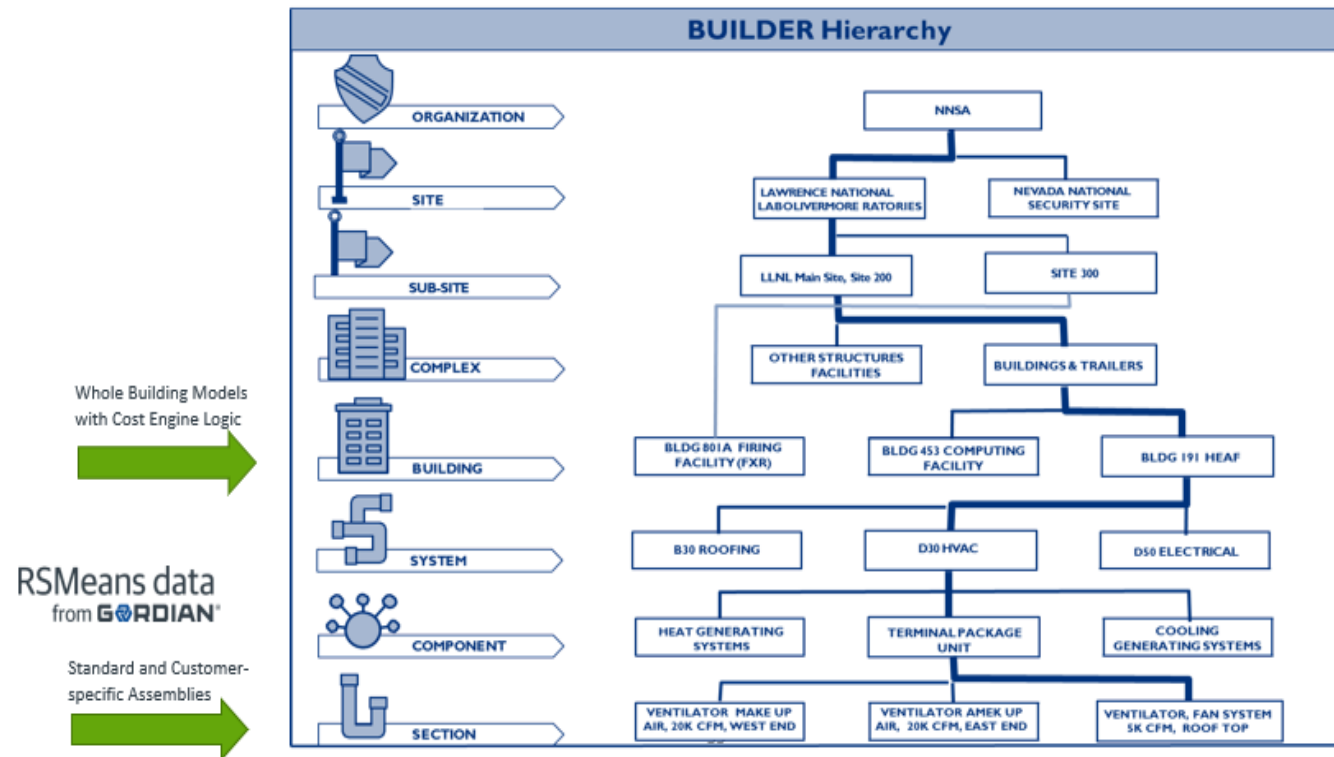 BUILDER Hierarchy
ORGANIZATION
NNSA
SITE
LAWRENCE NATIONAL
LABOLIVERMORE RATORIES
NEVADA NATIONAL
SECURITY SITE
SUB-SITE
LLNL Main Site, Site 200
SITE 300
COMPLEX
OTHER STRUCTURES
FACILITIES
BUILDINGS & TRAILERS
Whole Building Models
with Cost Engine Logic
BUILDING
BLDG 801A FIRING
FACILITY (FXR)
BLDG 453 COMPUTING
FACILITY
BLDG 191 HEAF
SYSTEM
B30 ROOFING
D30 HVAC
D50 ELECTRICAL
RSMeans data
from GORDIAN®
COMPONENT
HEAT GENERATING
SYSTEMS
TERMINAL PACKAGE
UNIT
COOLING
GENERATING SYSTEMS
Standard and Customer-
specific Assemblies
SECTION
VENTILATOR MAKE UP
AIR, 20K CFM, WEST END
VENTILATOR AMEK UP
AIR, 20K CFM, EAST END
VENTILATOR, FAN SYSTEM
5K CFM, ROOF TOP